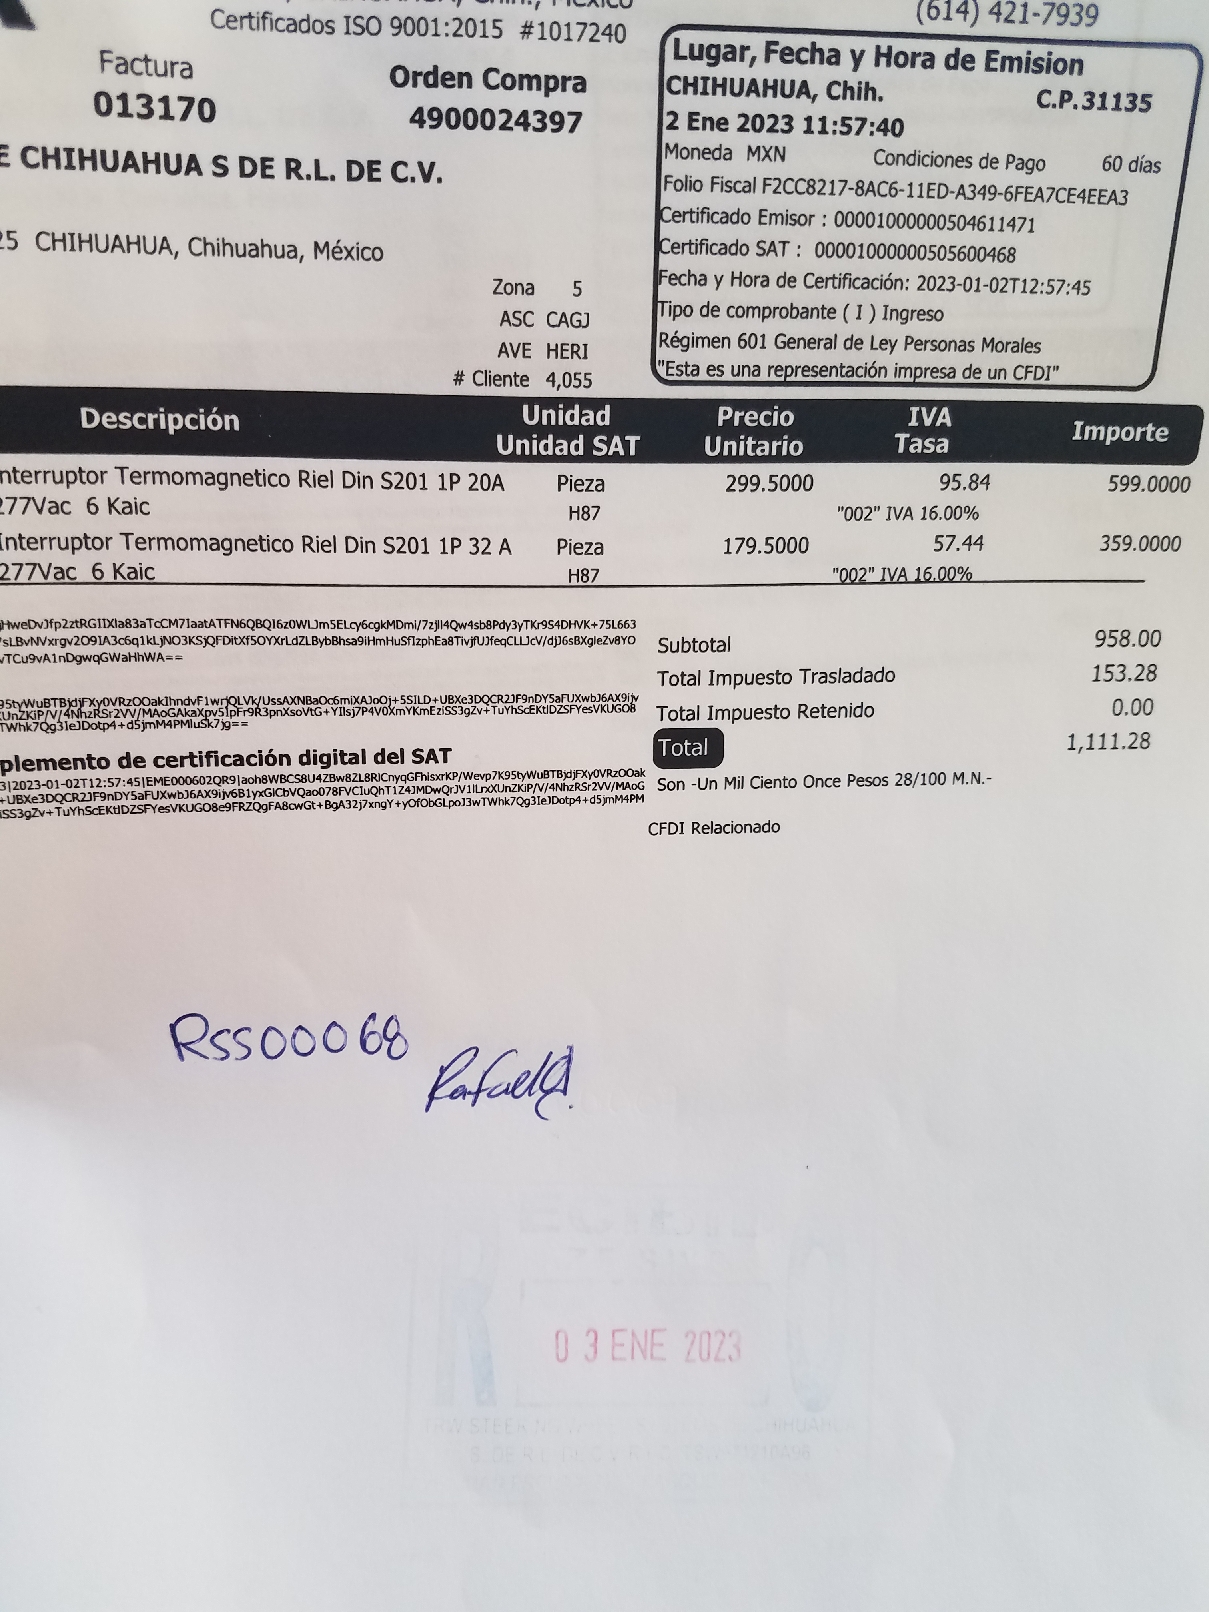 Certificados ISO 9001:2015 #1017240
(614) 421-7939
Factura
013170
Orden Compra
4900024397
E CHIHUAHUA S DE R.L. DE C.V.
25 CHIHUAHUA, Chihuahua, México
Zona 5
ASC CAGJ
AVE HERI
# Cliente 4,055
Lugar, Fecha y Hora de Emision
CHIHUAHUA, Chih. C.P.31135
2 Ene 2023 11:57:40
Moneda MXN Condiciones de Pago 60 días
Folio Fiscal F2CC8217-8AC6-11ED-A349-6FEA7CE4EEA3
Certificado Emisor : 00001000000504611471
Certificado SAT : 00001000000505600468
Fecha y Hora de Certificación: 2023-01-02T12:57:45
Tipo de comprobante ( I ) Ingreso
Régimen 601 General de Ley Personas Morales
"Esta es una representación impresa de un CFDI"
Descripción Unidad Precio IVA Importe
Unidad SAT Unitario Tasa
nterruptor Termomagnetico Riel Din S201 1P 20A Pieza 299.5000 95.84 599.0000
277Vac 6 Kaic H87 "002" IVA 16.00%
Interruptor Termomagnetico Riel Din S201 1P 32 A Pieza 179.5000 57.44 359.0000
277Vac 6 Kaic H87 "002" IVA 16.00%
Subtotal 958.00
Total Impuesto Trasladado 153.28
Total Impuesto Retenido 0.00
Total 1,111.28
Son -Un Mil Ciento Once Pesos 28/100 M.N.-
CFDI Relacionado
plemento de certificación digital del SAT
RSS00068
Rafael
03 ENE 2023